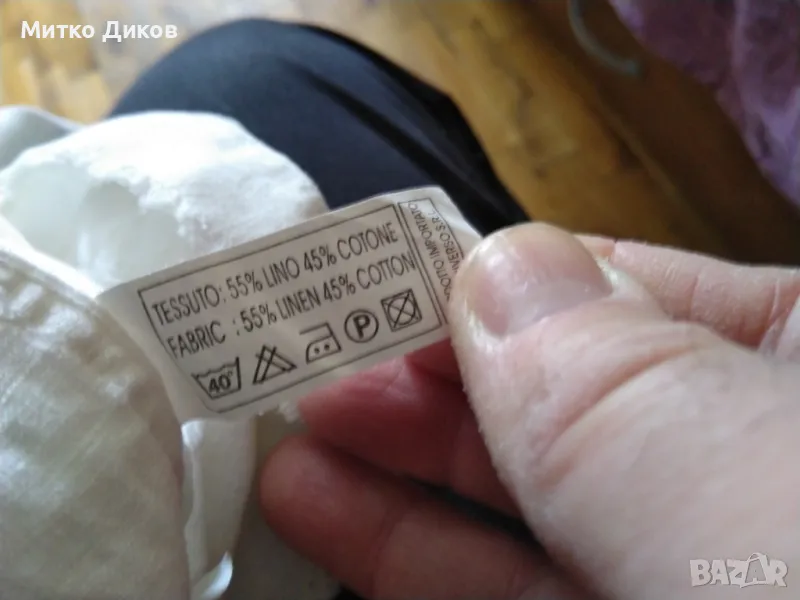 Митко Диков
TESSUTO: 55% LINO 45% COTONE
FABRIC : 55% LINEN 45% COTTON
40°
P
BAZAR